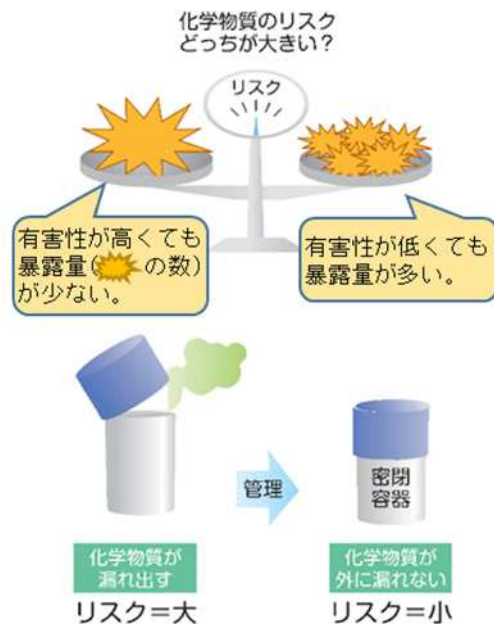 化学物質のリスク
どっちが大きい？
リスク
有害性が高くても
暴露量(の数)
が少ない。
有害性が低くても
暴露量が多い。
管理
密閉
容器
化学物質が
漏れ出す
化学物質が
外に漏れない
リスク＝大
リスク＝小